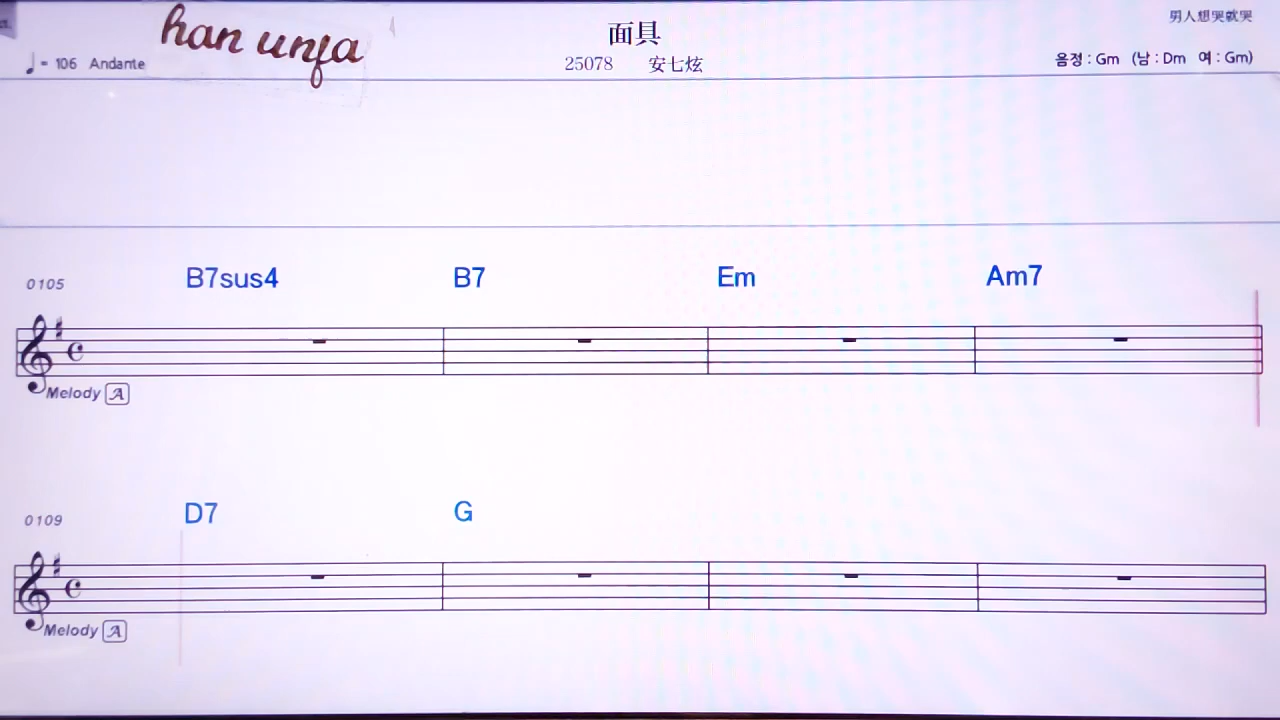 han unfa
面具
男人想哭就哭
♩ = 106 Andante
25078 安七炫
음정 : Gm (남 : Dm 여 : Gm)
0105 B7sus4 B7 Em Am7
Melody A
0109 D7 G
Melody A